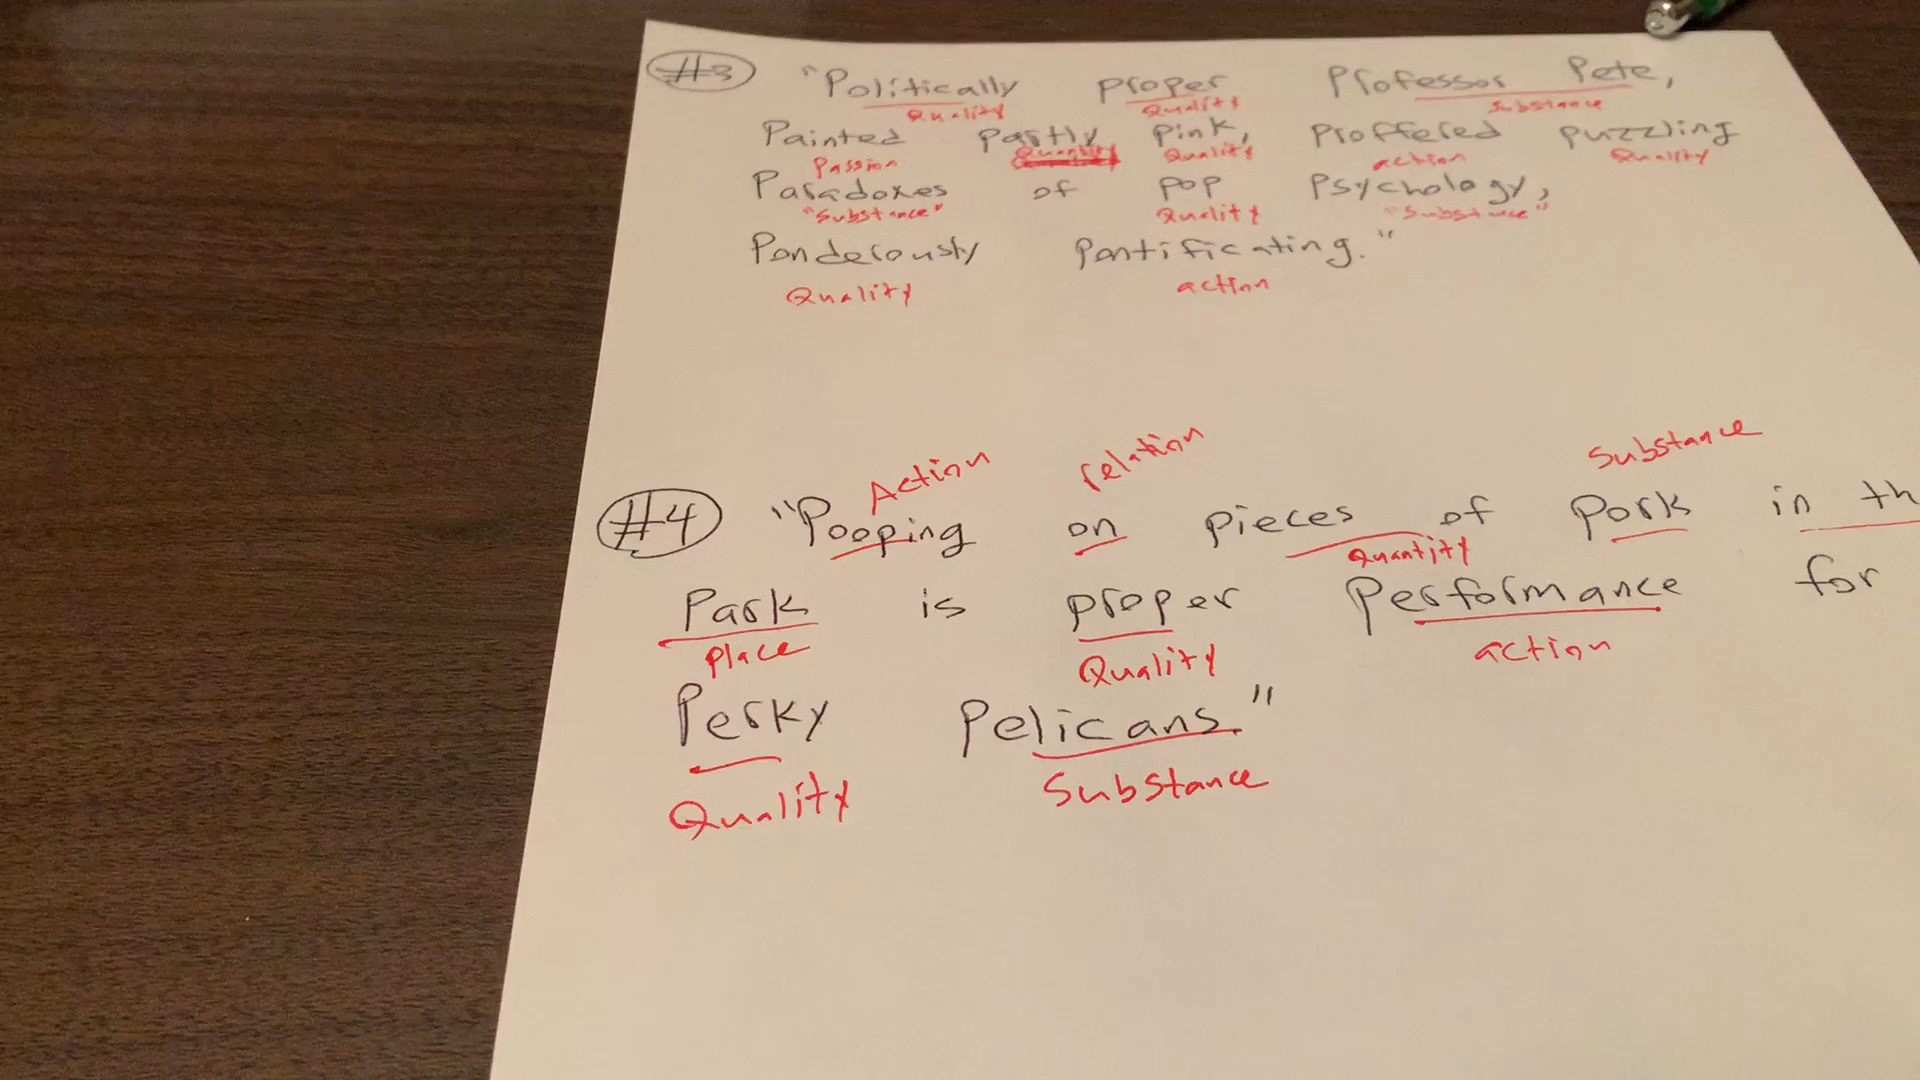 #3 "Politically proper Professor Pete,
Quality Quality Substance
Painted partly pink, proffered puzzling
Passion Quantity Quality action Quality
Paradoxes of pop Psychology,
"Substance" Quality "Substance"
Ponderously pontificating."
Quality action
Action relation Substance
#4 "Pooping on pieces of Pork in th
Quantity
Park is proper performance for
place Quality action
Perky Pelicans"
Quality Substance